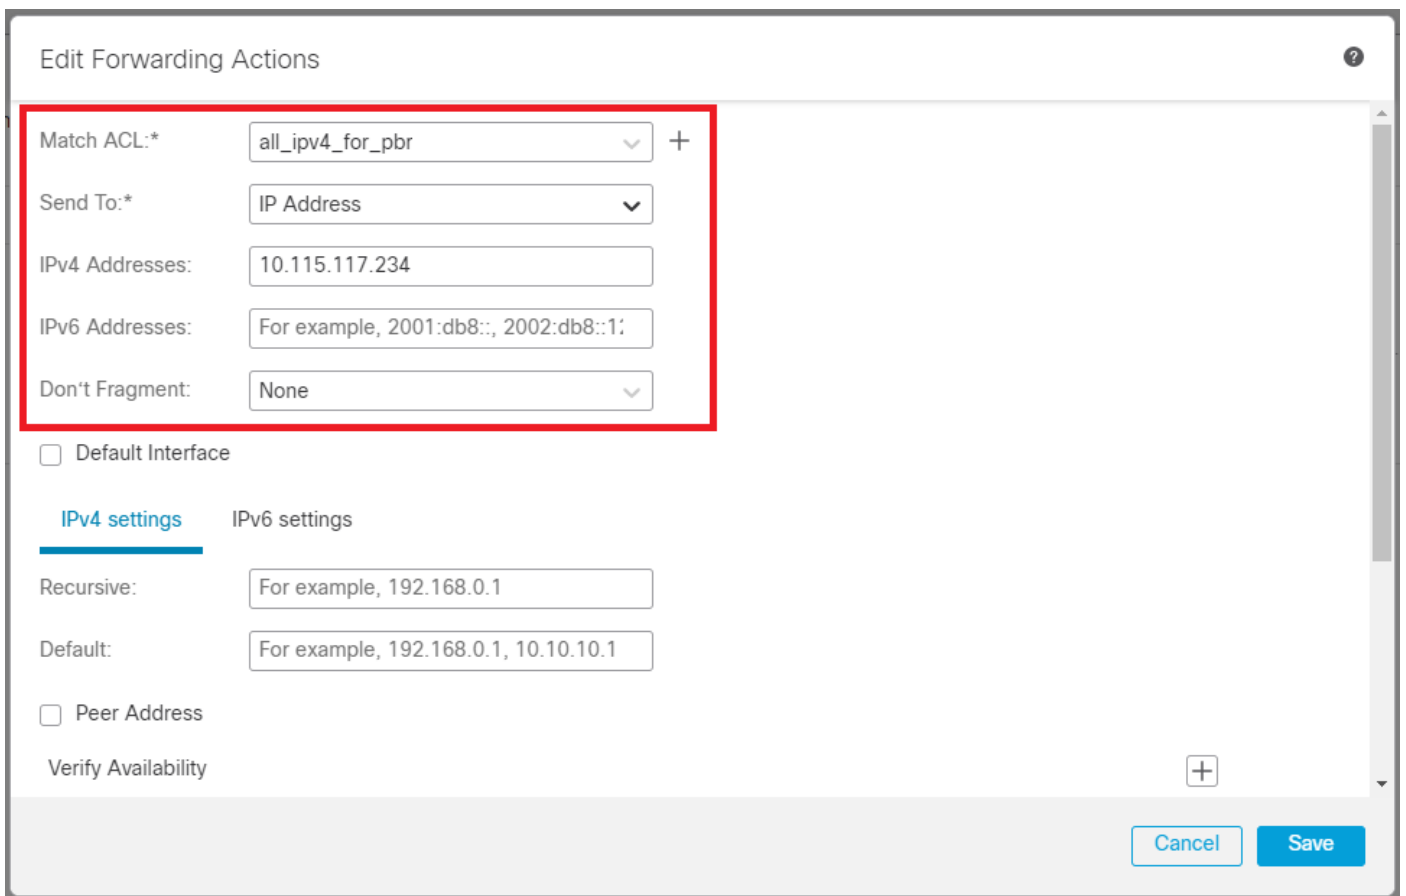 Edit Forwarding Actions
Match ACL:* all_ipv4_for_pbr
Send To:* IP Address
IPv4 Addresses: 10.115.117.234
IPv6 Addresses: For example, 2001:db8::, 2002:db8::12
Don't Fragment: None
Default Interface
IPv4 settings IPv6 settings
Recursive: For example, 192.168.0.1
Default: For example, 192.168.0.1, 10.10.10.1
Peer Address
Verify Availability
Cancel Save